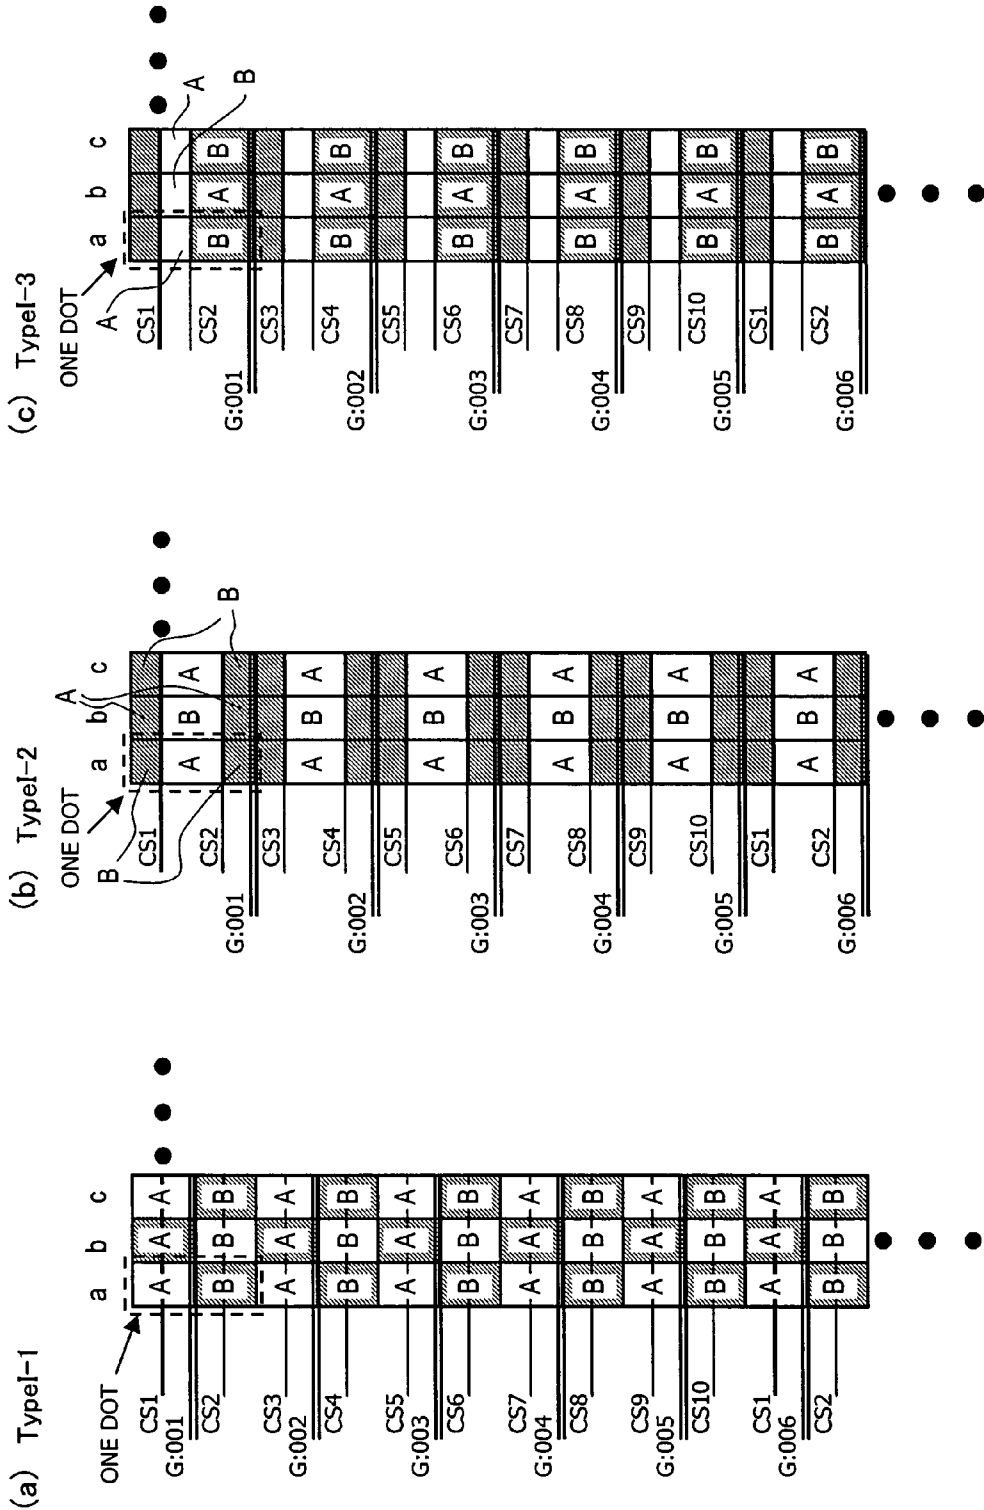 (a) TypeI-1
ONE DOT
a b c
CS1 A A A
G:001
CS2 B B B
CS3 A A A
G:002
CS4 B B B
CS5 A A A
G:003
CS6 B B B
CS7 A A A
G:004
CS8 B B B
CS9 A A A
G:005
CS10 B B B
CS1 A A A
G:006
CS2 B B B
(b) TypeI-2
ONE DOT
B
a b c
A
B
CS1
A B A
CS2
G:001
CS3
A B A
CS4
G:002
CS5
A B A
CS6
G:003
CS7
A B A
CS8
G:004
CS9
A B A
CS10
G:005
CS1
A B A
CS2
G:006
(c) TypeI-3
ONE DOT
A
a b c
A
B
CS1
CS2 B A B
G:001
CS3
CS4 B A B
G:002
CS5
CS6 B A B
G:003
CS7
CS8 B A B
G:004
CS9
CS10 B A B
G:005
CS1
CS2 B A B
G:006